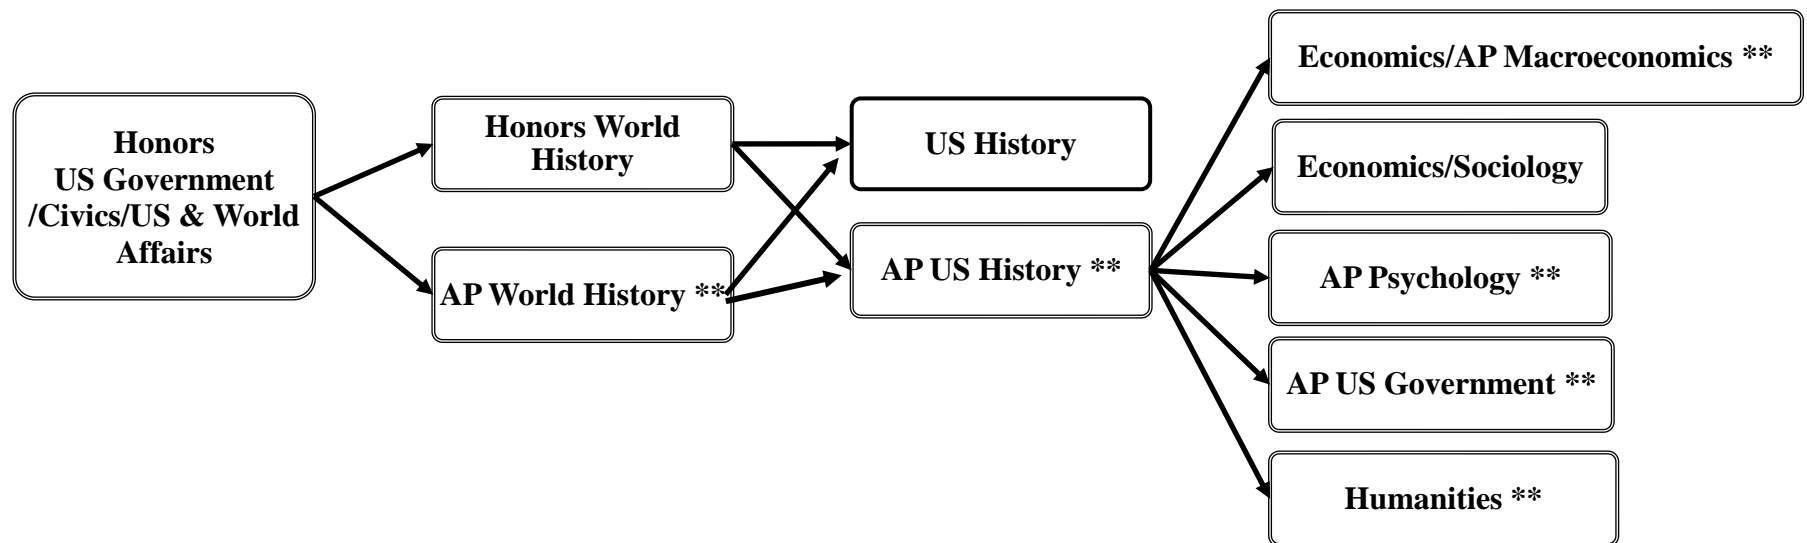 Honors
US Government
/Civics/US & World
Affairs
Honors World
History
AP World History **
US History
AP US History **
Economics/AP Macroeconomics **
Economics/Sociology
AP Psychology **
AP US Government **
Humanities **